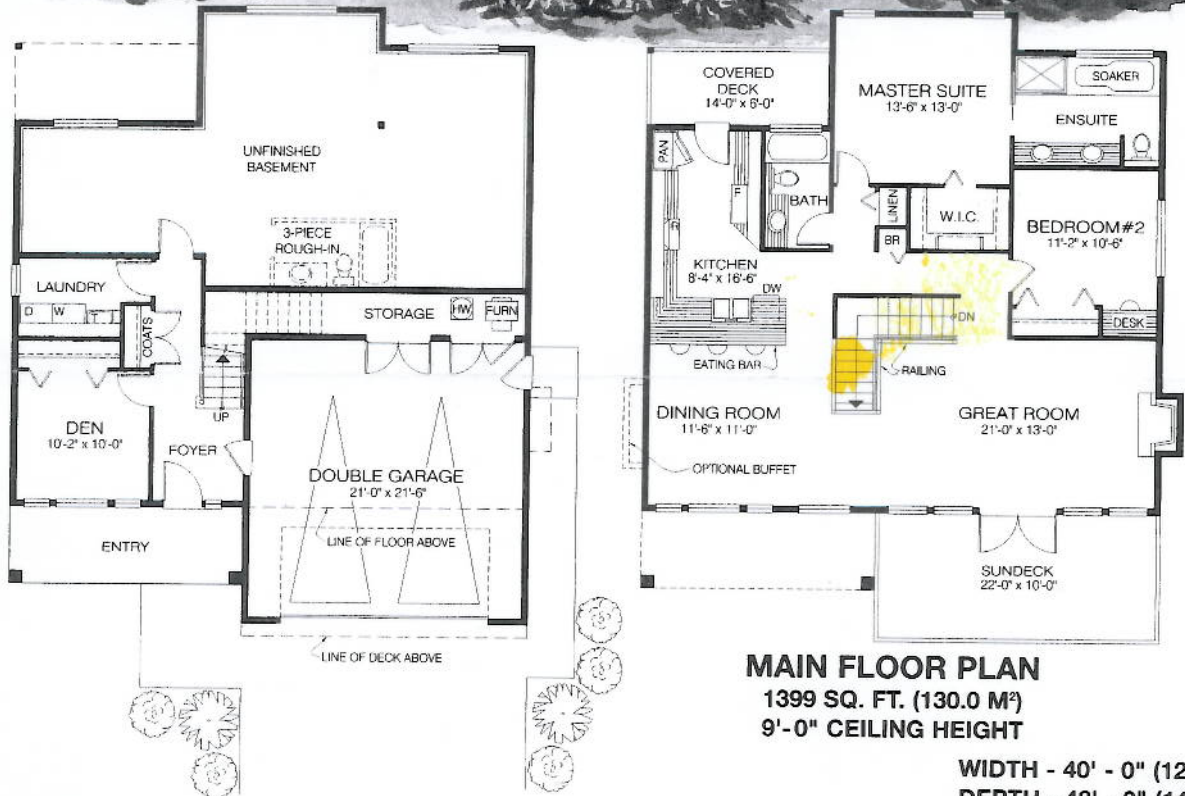 UNFINISHED
BASEMENT
3-PIECE
ROUGH-IN
LAUNDRY
D
W
COATS
STORAGE
HW
FURN
UP
DEN
10'-2" x 10'-0"
FOYER
DOUBLE GARAGE
21'-0" x 21'-6"
LINE OF FLOOR ABOVE
ENTRY
LINE OF DECK ABOVE
COVERED
DECK
14'-0" x 6'-0"
MASTER SUITE
13'-6" x 13'-0"
SOAKER
ENSUITE
PAN
F
BATH
LINEN
W.I.C.
BR
BEDROOM#2
11'-2" x 10'-6"
R
KITCHEN
8'-4" x 16'-6"
DW
DN
DESK
EATING BAR
RAILING
DINING ROOM
11'-6" x 11'-0"
GREAT ROOM
21'-0" x 13'-0"
OPTIONAL BUFFET
SUNDECK
22'-0" x 10'-0"
MAIN FLOOR PLAN
1399 SQ. FT. (130.0 M²)
9'-0" CEILING HEIGHT
WIDTH - 40' - 0" (12